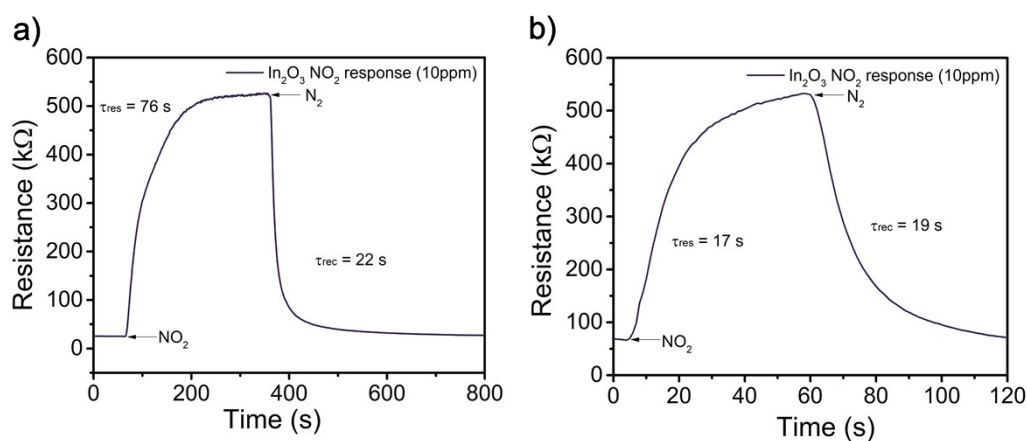 a)
600
500
400
300
200
100
0
0 200 400 600 800
Resistance (kΩ)
Time (s)
In₂O₃ NO₂ response (10ppm)
N₂
τres = 76 s
τrec = 22 s
NO₂
b)
600
500
400
300
200
100
0
0 20 40 60 80 100 120
Resistance (kΩ)
Time (s)
In₂O₃ NO₂ response (10ppm)
N₂
τres = 17 s
τrec = 19 s
NO₂